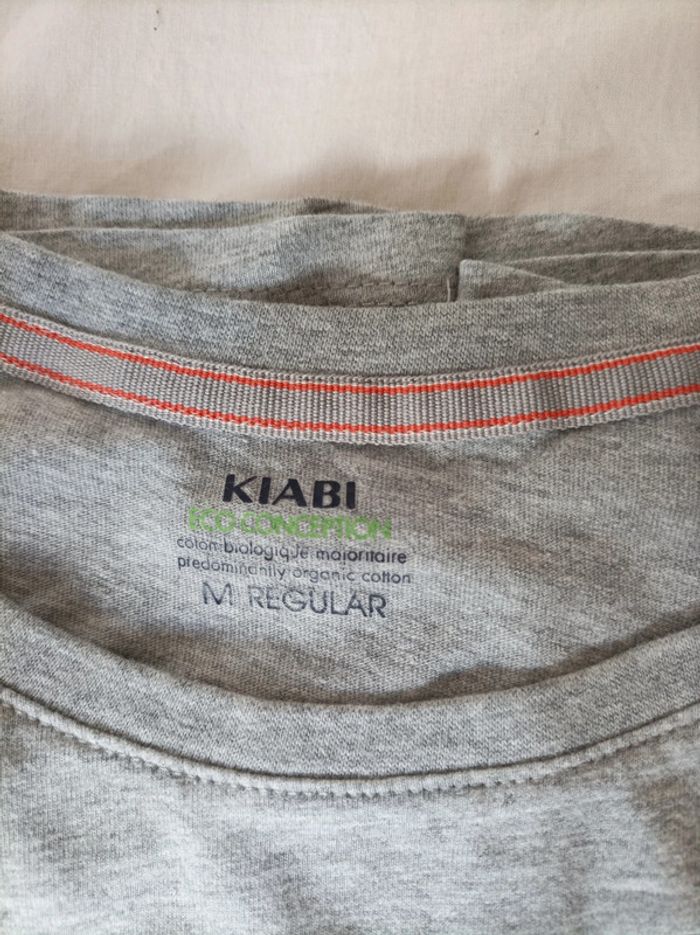 KIABI
ECO-CONCEPTION
coton biologique majoritaire
predominantly organic cotton
M REGULAR